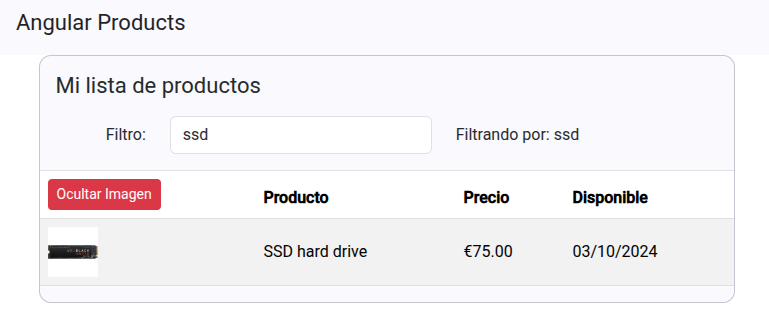 Angular Products
Mi lista de productos
Filtro: ssd Filtrando por: ssd
Ocultar Imagen Producto Precio Disponible
BLACK SSD hard drive €75.00 03/10/2024